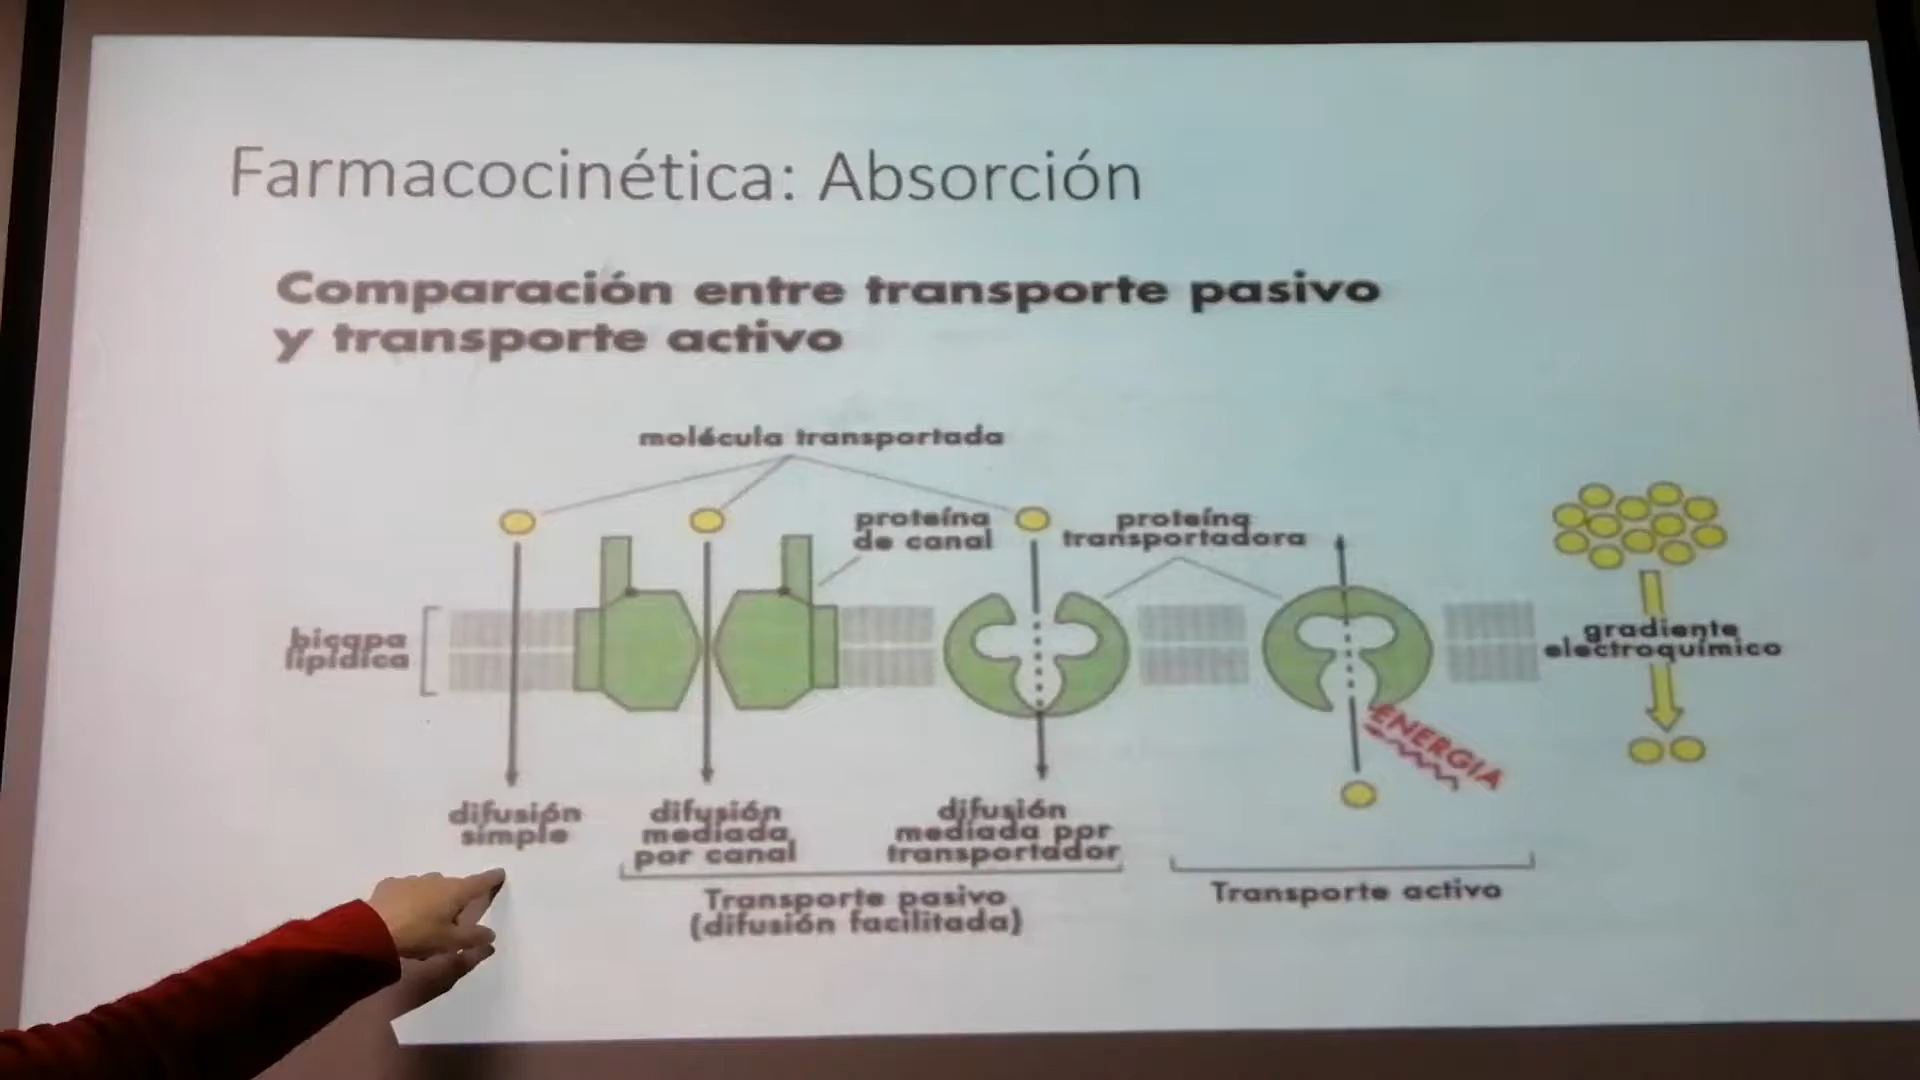 Farmacocinética: Absorción
Comparación entre transporte pasivo
y transporte activo
molécula transportada
proteína
de canal
proteína
transportadora
bicapa
lipídica
gradiente
electroquímico
ENERGIA
difusión
simple
difusión
mediada
por canal
difusión
mediada por
transportador
Transporte pasivo
(difusión facilitada)
Transporte activo